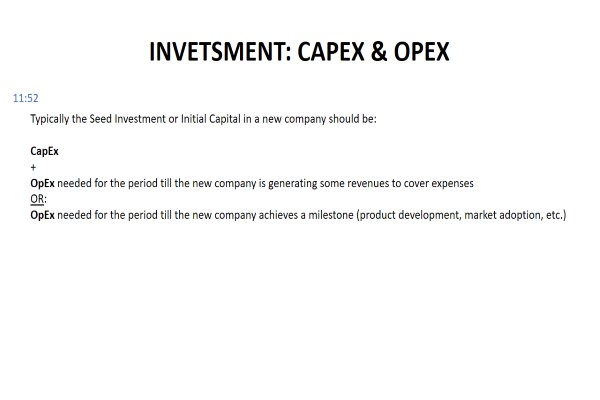 INVETSMENT: CAPEX & OPEX
11:52
Typically the Seed Investment or Initial Capital in a new company should be:
CapEx
+
OpEx needed for the period till the new company is generating some revenues to cover expenses
OR:
OpEx needed for the period till the new company achieves a milestone (product development, market adoption, etc.)